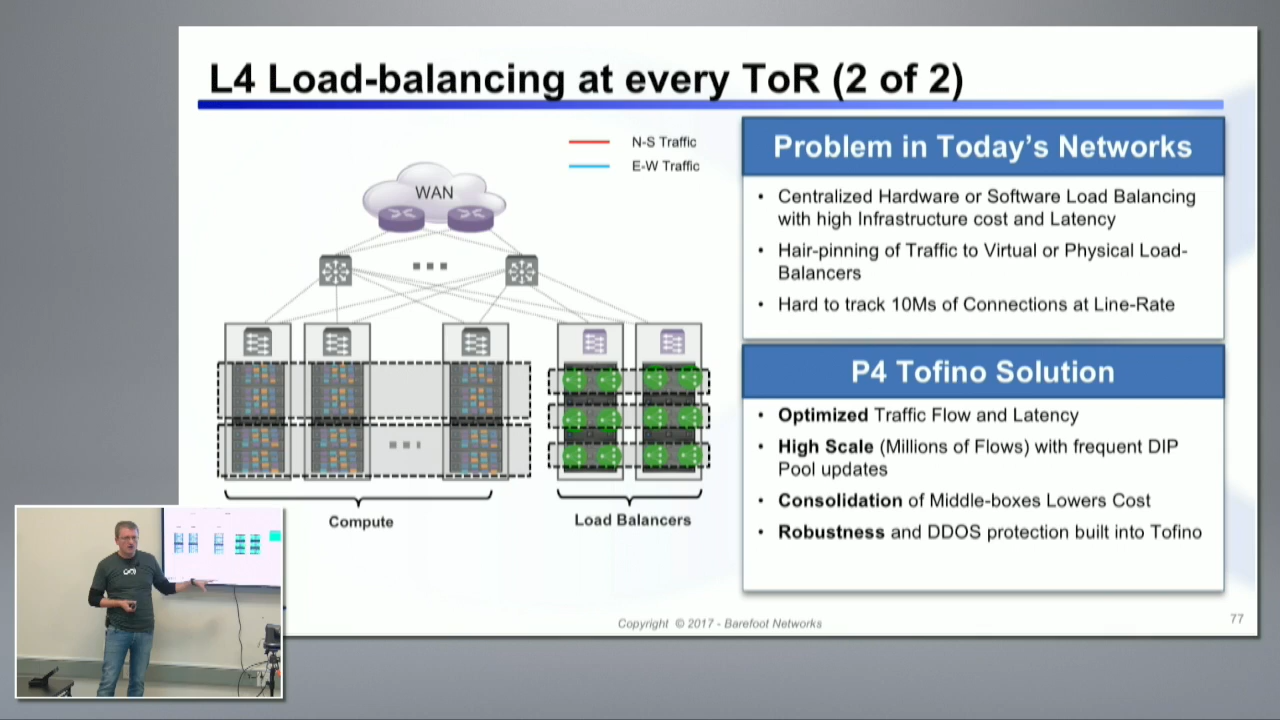 L4 Load-balancing at every ToR (2 of 2)
N-S Traffic
E-W Traffic
WAN
Compute
Load Balancers
Problem in Today's Networks
• Centralized Hardware or Software Load Balancing
with high Infrastructure cost and Latency
• Hair-pinning of Traffic to Virtual or Physical Load-
Balancers
• Hard to track 10Ms of Connections at Line-Rate
P4 Tofino Solution
• Optimized Traffic Flow and Latency
• High Scale (Millions of Flows) with frequent DIP
Pool updates
• Consolidation of Middle-boxes Lowers Cost
• Robustness and DDOS protection built into Tofino
Copyright © 2017 - Barefoot Networks
77